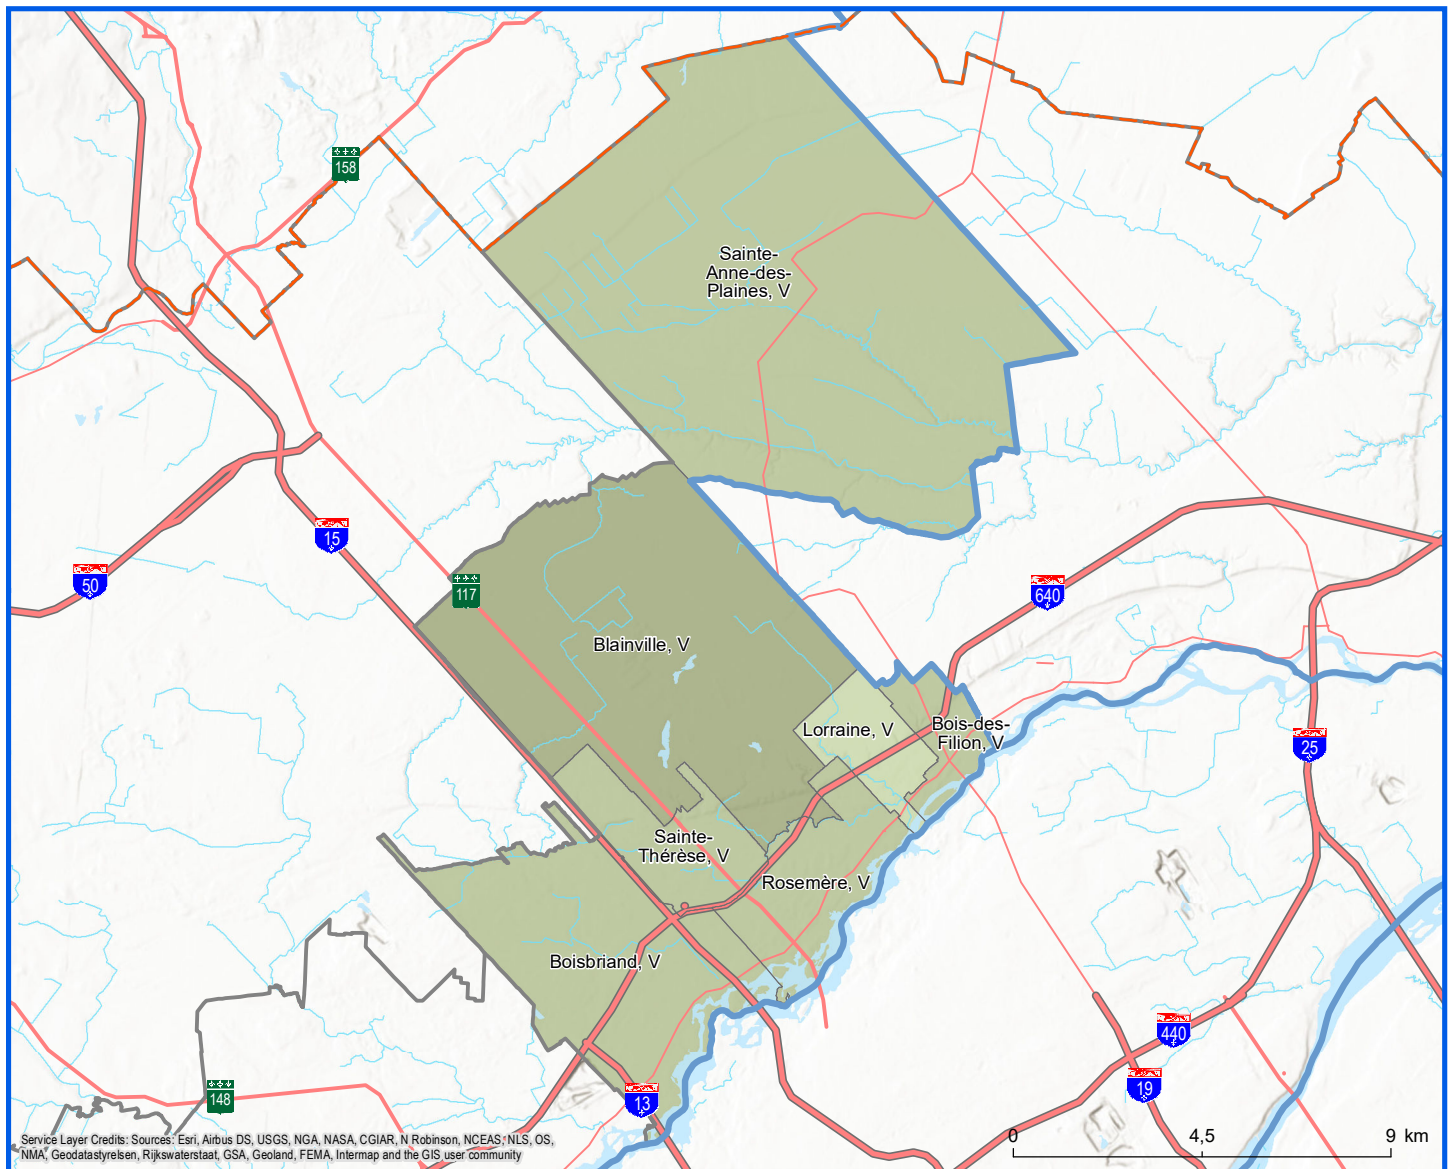 158
Sainte-
Anne-des-
Plaines, V
15
50
117
640
Blainville, V
Lorraine, V
Bois-des-
Filion, V
25
Sainte-
Thérèse, V
Rosemère, V
Boisbriand, V
440
19
148
13
0 4,5 9 km
Service Layer Credits: Sources: Esri, Airbus DS, USGS, NGA, NASA, CGIAR, N Robinson, NCEAS, NLS, OS,
NMA, Geodatastyrelsen, Rijkswaterstaat, GSA, Geoland, FEMA, Intermap and the GIS user community